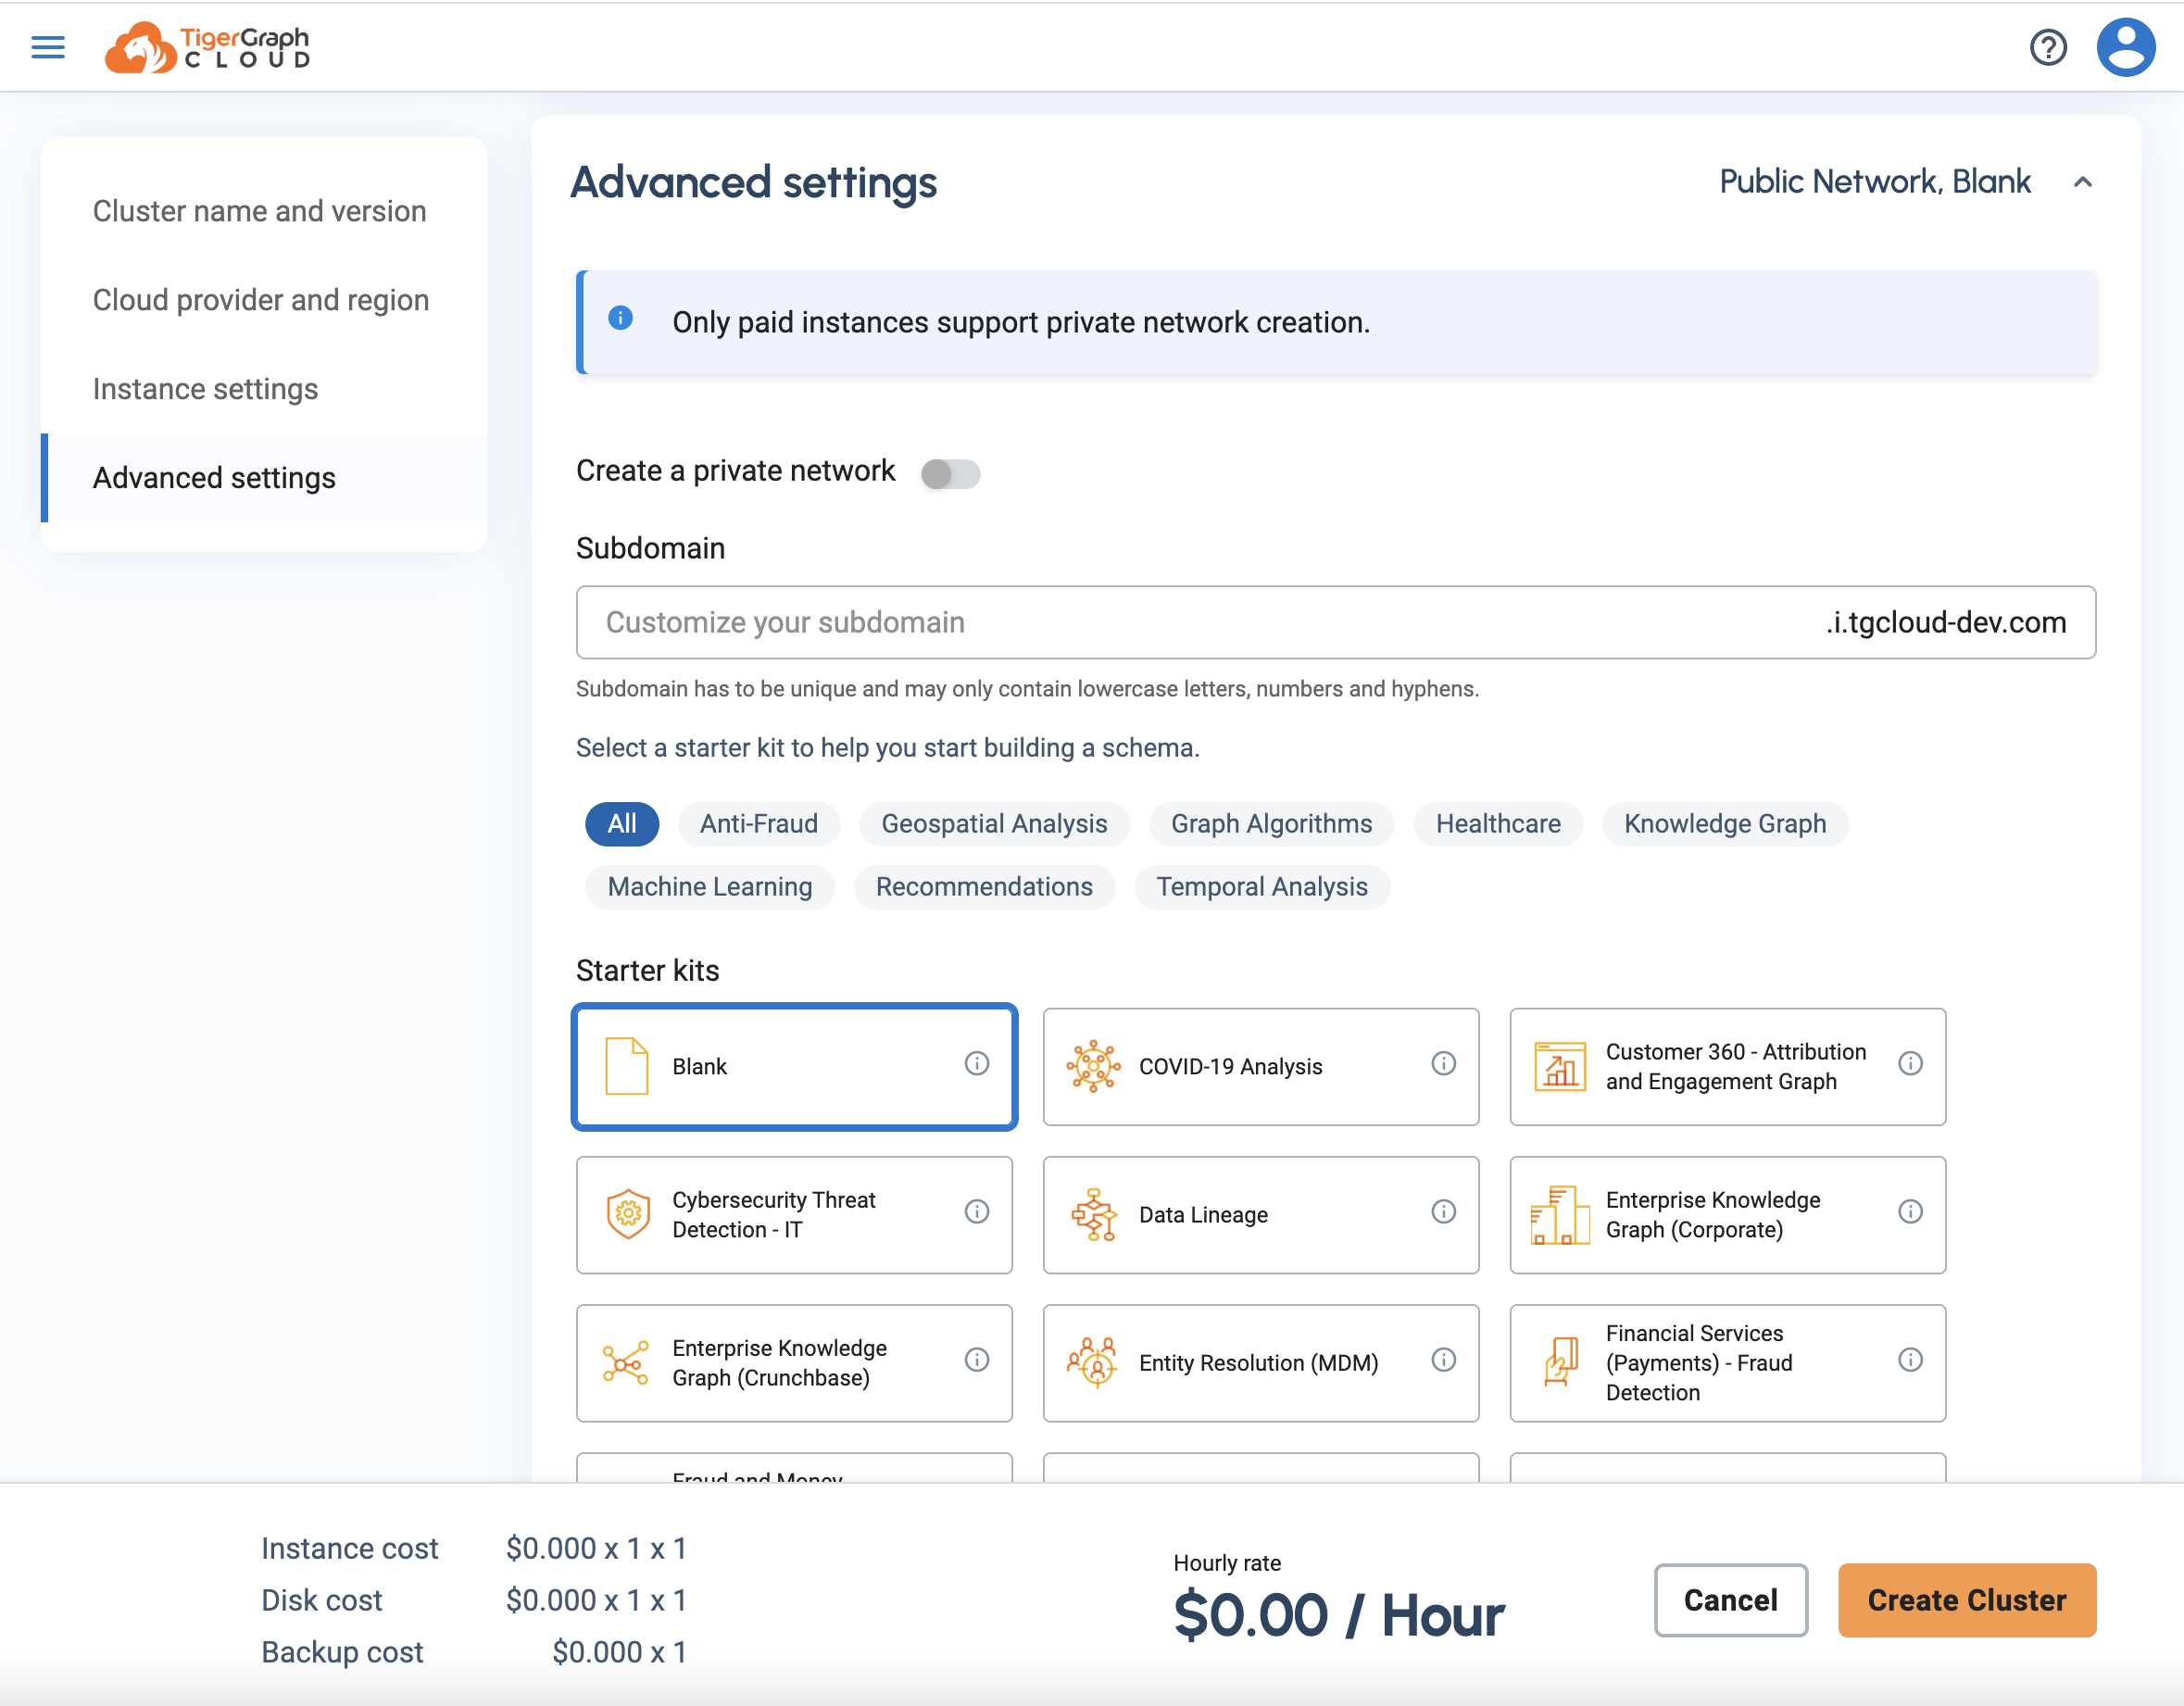 TigerGraph
CLOUD
Cluster name and version
Cloud provider and region
Instance settings
Advanced settings
Advanced settings
Public Network, Blank
Only paid instances support private network creation.
Create a private network
Subdomain
Customize your subdomain
.i.tgcloud-dev.com
Subdomain has to be unique and may only contain lowercase letters, numbers and hyphens.
Select a starter kit to help you start building a schema.
All
Anti-Fraud
Geospatial Analysis
Graph Algorithms
Healthcare
Knowledge Graph
Machine Learning
Recommendations
Temporal Analysis
Starter kits
Blank
COVID-19 Analysis
Customer 360 - Attribution
and Engagement Graph
Cybersecurity Threat
Detection - IT
Data Lineage
Enterprise Knowledge
Graph (Corporate)
Enterprise Knowledge
Graph (Crunchbase)
Entity Resolution (MDM)
Financial Services
(Payments) - Fraud
Detection
Fraud and Money
Instance cost $0.000 x 1 x 1
Disk cost $0.000 x 1 x 1
Backup cost $0.000 x 1
Hourly rate
$0.00 / Hour
Cancel
Create Cluster